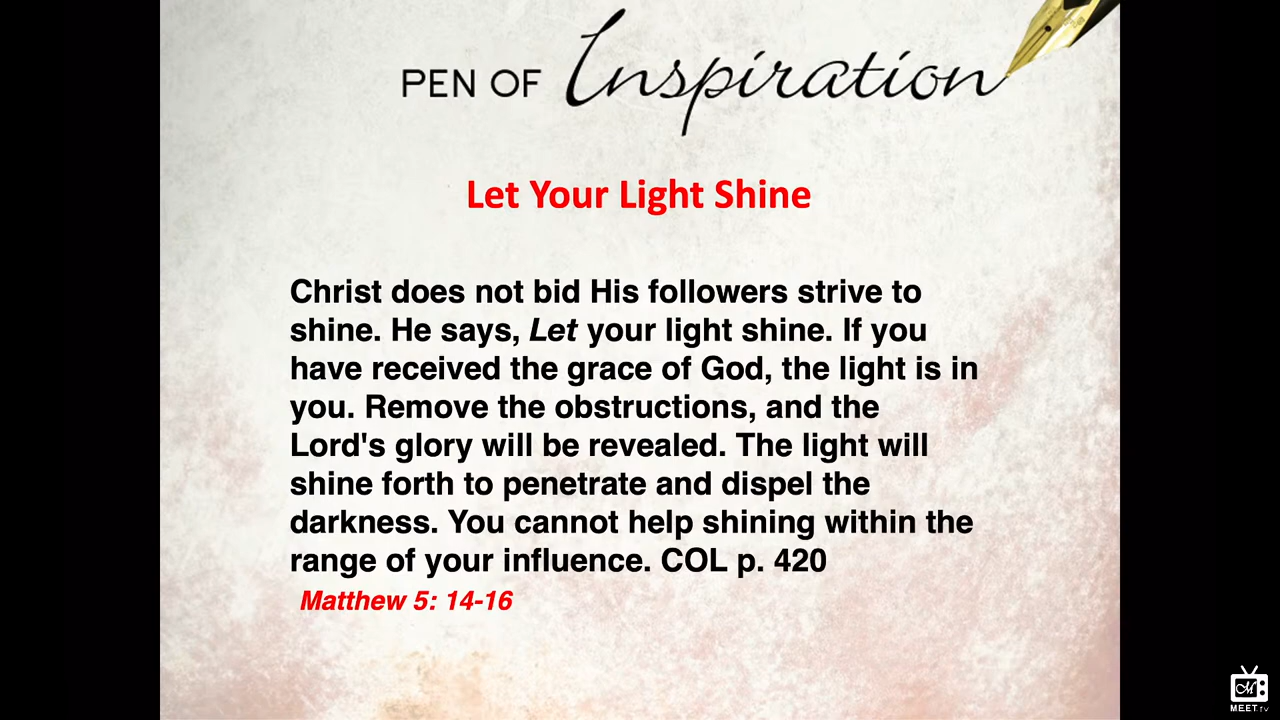 PEN OF Inspiration
Let Your Light Shine
Christ does not bid His followers strive to
shine. He says, Let your light shine. If you
have received the grace of God, the light is in
you. Remove the obstructions, and the
Lord's glory will be revealed. The light will
shine forth to penetrate and dispel the
darkness. You cannot help shining within the
range of your influence. COL p. 420
Matthew 5: 14-16
M
MEET.TV